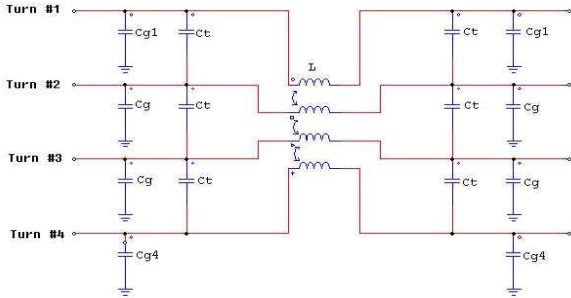 Turn #1
Cg1 Ct Ct Cg1
L
Turn #2
Cg Ct Ct Cg
Turn #3
Cg Ct Ct Cg
Turn #4
Cg4 Cg4